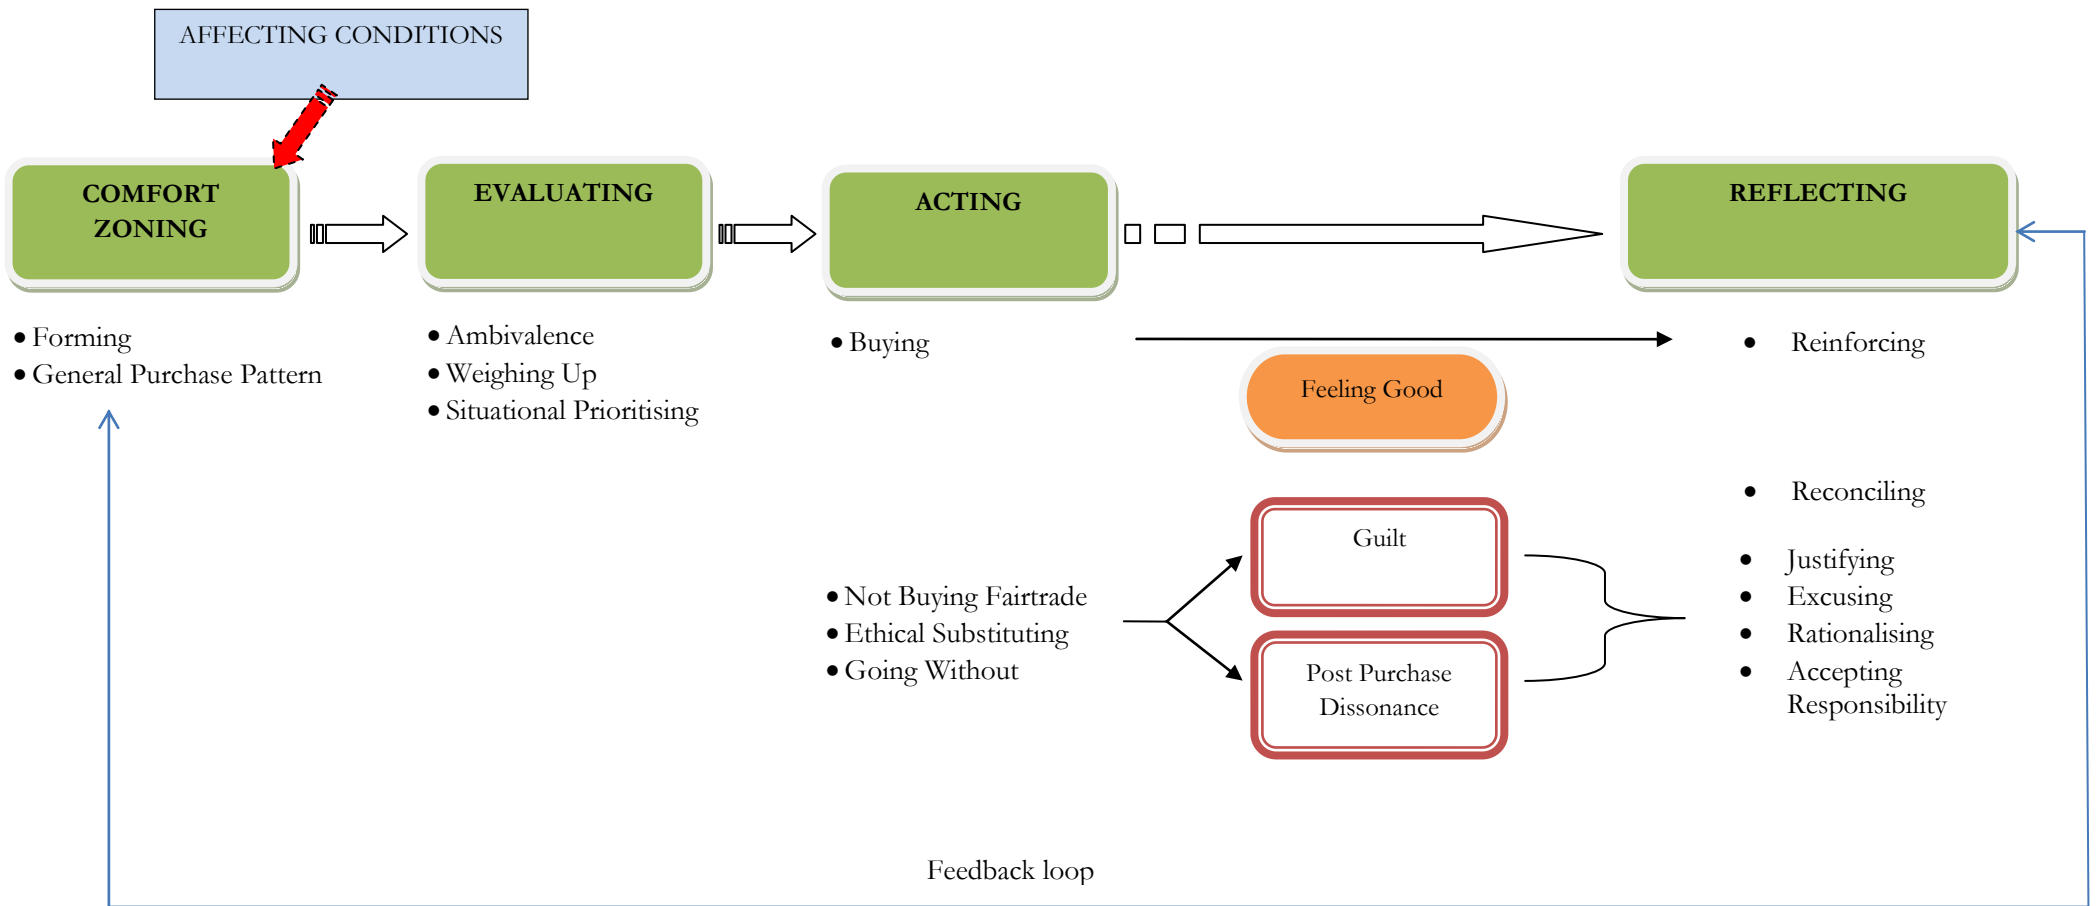 AFFECTING CONDITIONS
COMFORT
ZONING
EVALUATING
ACTING
REFLECTING
• Forming
• General Purchase Pattern
• Ambivalence
• Weighing Up
• Situational Prioritising
• Buying
Feeling Good
• Reinforcing
• Reconciling
• Not Buying Fairtrade
• Ethical Substituting
• Going Without
Guilt
Post Purchase
Dissonance
• Justifying
• Excusing
• Rationalising
• Accepting
Responsibility
Feedback loop